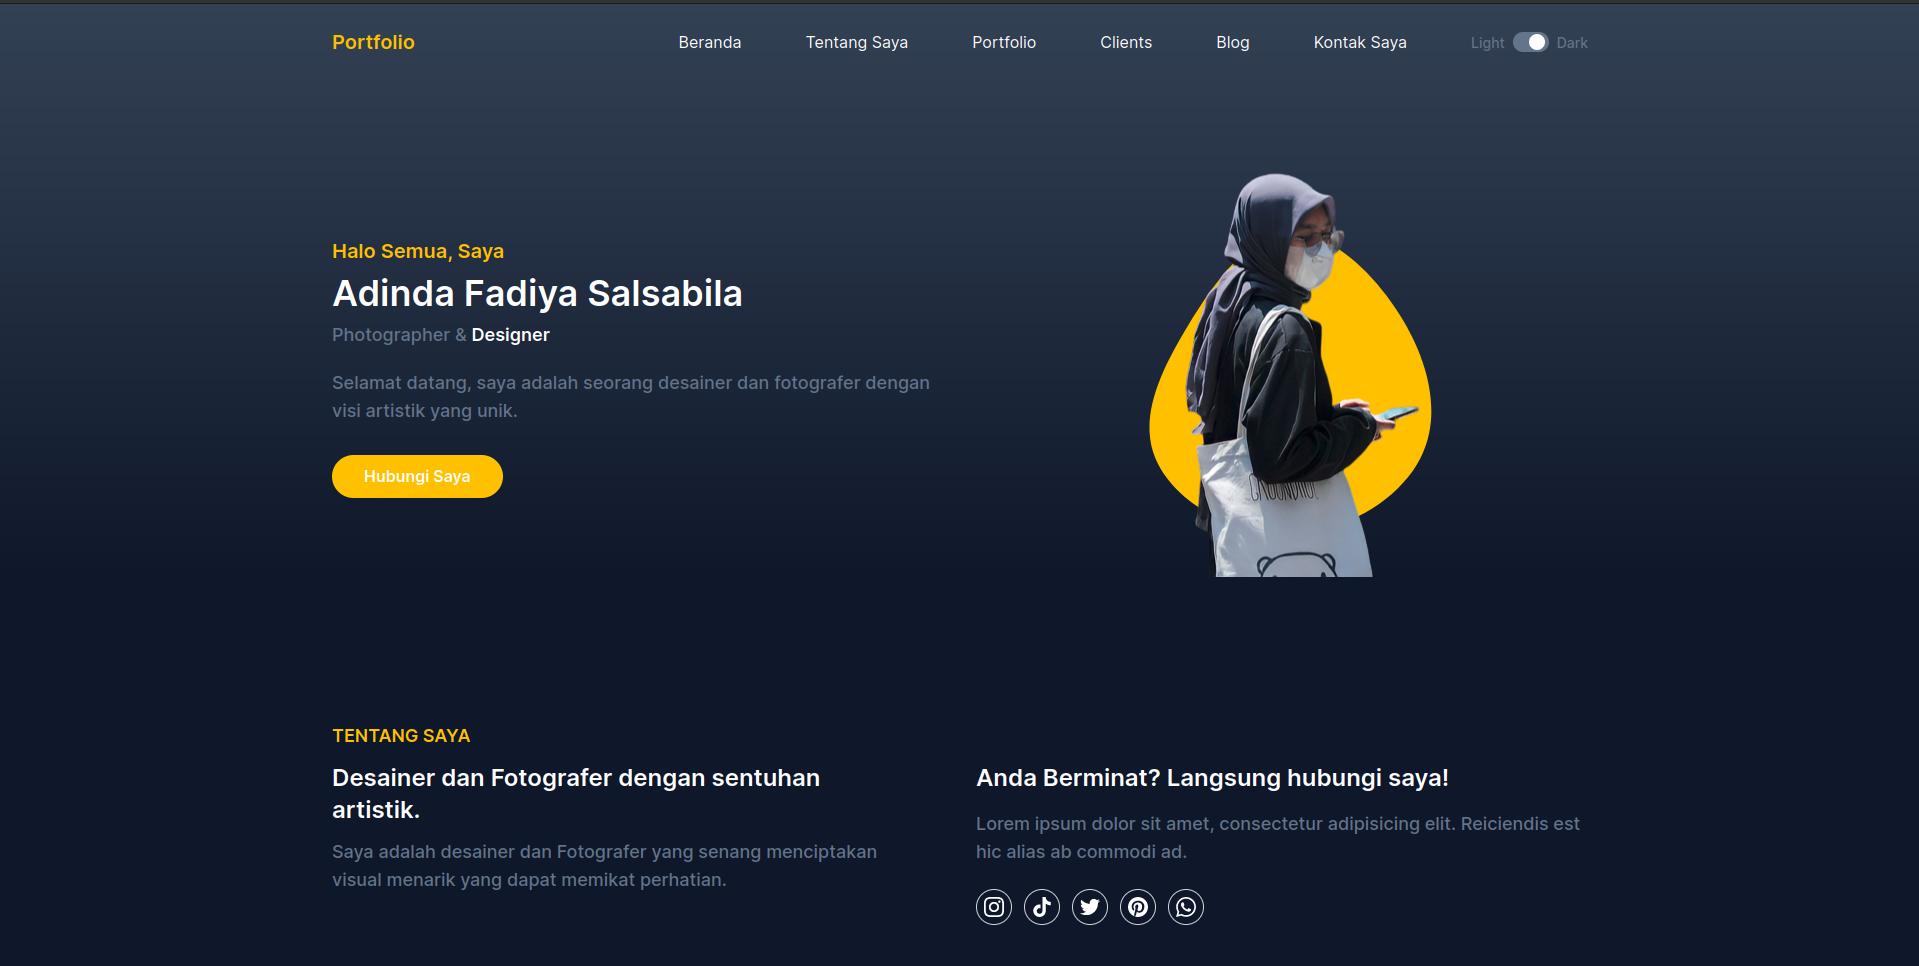 Portfolio
Beranda
Tentang Saya
Portfolio
Clients
Blog
Kontak Saya
Light
Dark
Halo Semua, Saya
Adinda Fadiya Salsabila
Photographer & Designer
Selamat datang, saya adalah seorang desainer dan fotografer dengan
visi artistik yang unik.
Hubungi Saya
TENTANG SAYA
Desainer dan Fotografer dengan sentuhan
artistik.
Saya adalah desainer dan Fotografer yang senang menciptakan
visual menarik yang dapat memikat perhatian.
Anda Berminat? Langsung hubungi saya!
Lorem ipsum dolor sit amet, consectetur adipisicing elit. Reiciendis est
hic alias ab commodi ad.